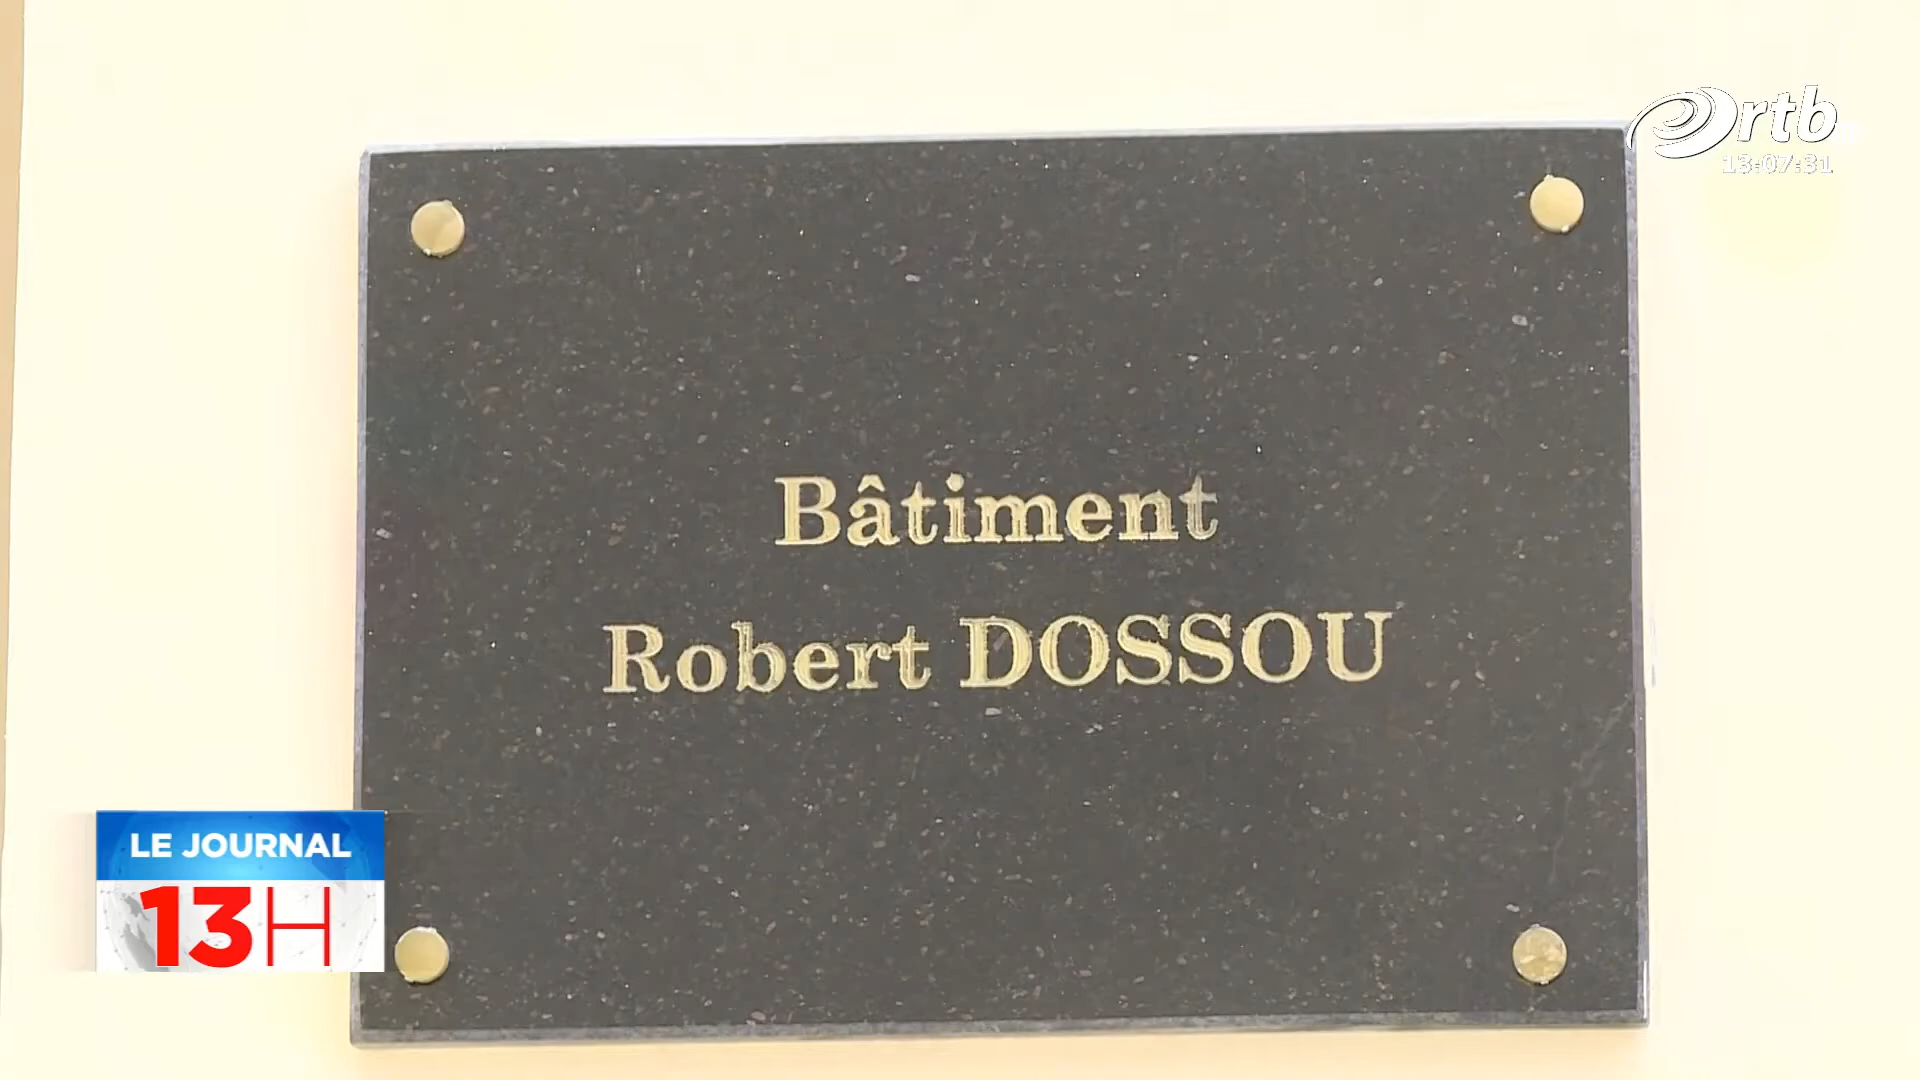 ortb
13:07:31
Bâtiment
Robert DOSSOU
LE JOURNAL
13H